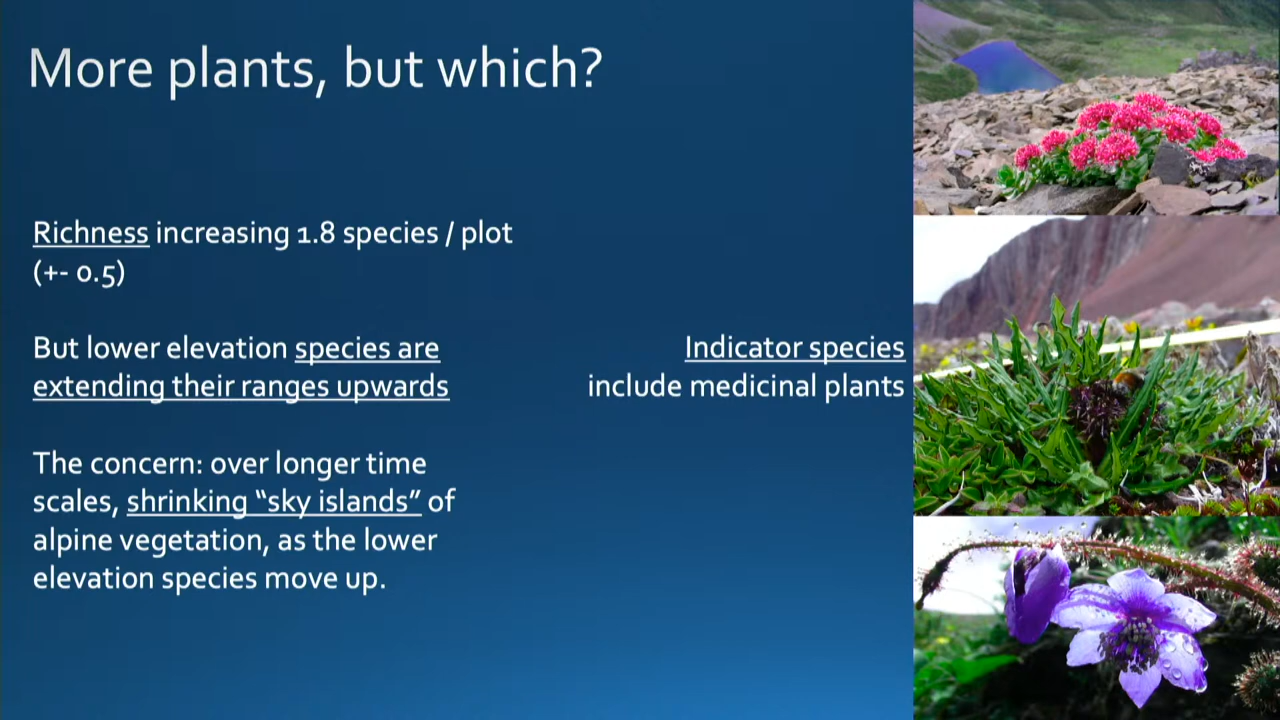 More plants, but which?
Richness increasing 1.8 species / plot
(+- 0.5)
But lower elevation species are
extending their ranges upwards
The concern: over longer time
scales, shrinking “sky islands” of
alpine vegetation, as the lower
elevation species move up.
Indicator species
include medicinal plants